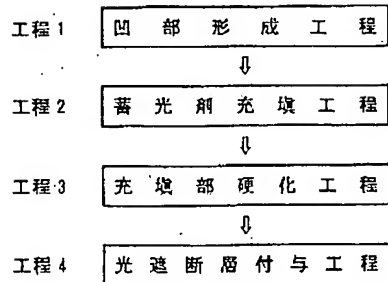 工程1 凹部形成工程
⇩
工程2 蓄光剤充填工程
⇩
工程3 充填部硬化工程
⇩
工程4 光遮断層付与工程